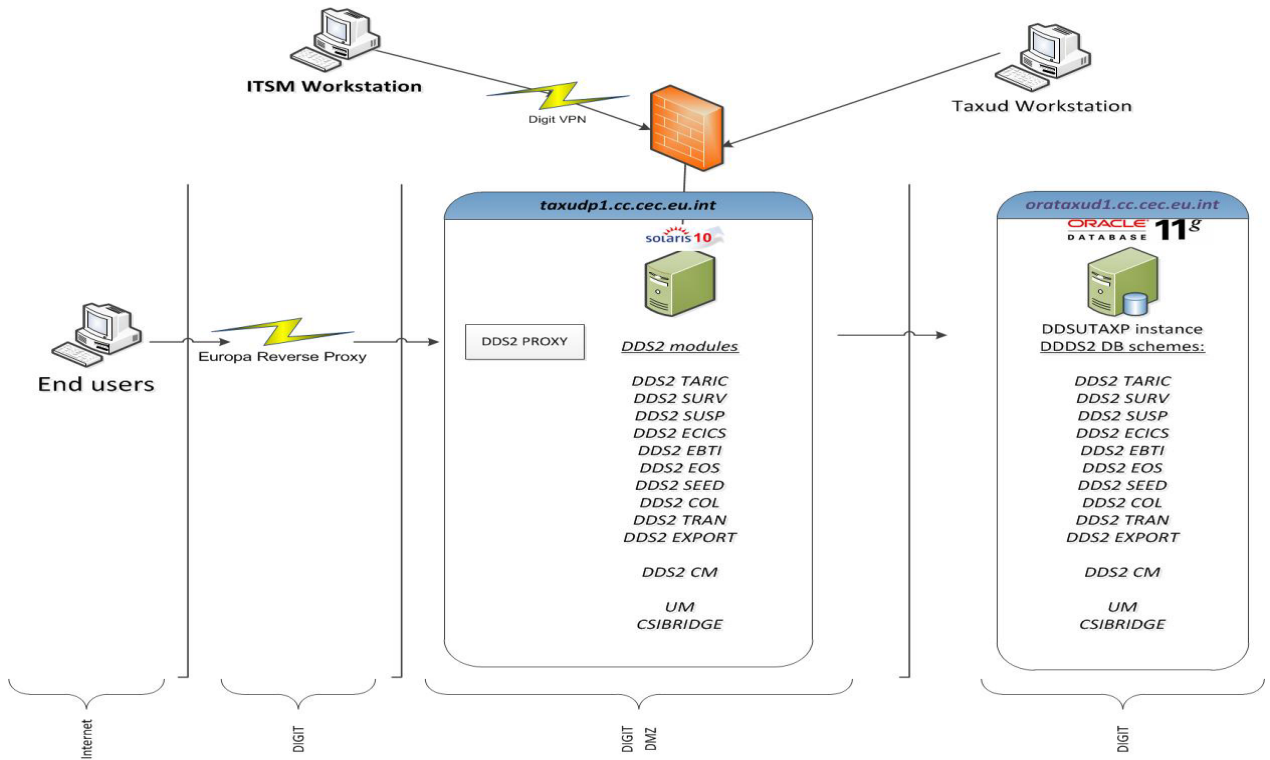 ITSM Workstation
Digit VPN
Taxud Workstation
taxudp1.cc.cec.eu.int
solaris 10
DDS2 PROXY
DDS2 modules
DDS2 TARIC
DDS2 SURV
DDS2 SUSP
DDS2 ECICS
DDS2 EBTI
DDS2 EOS
DDS2 SEED
DDS2 COL
DDS2 TRAN
DDS2 EXPORT
DDS2 CM
UM
CSIBRIDGE
orataxud1.cc.cec.eu.int
ORACLE
DATABASE 11g
DDSUTAXP instance
DDDDS2 DB schemes:
DDS2 TARIC
DDS2 SURV
DDS2 SUSP
DDS2 ECICS
DDS2 EBTI
DDS2 EOS
DDS2 SEED
DDS2 COL
DDS2 TRAN
DDS2 EXPORT
DDS2 CM
UM
CSIBRIDGE
End users
Europa Reverse Proxy
Internet
DIGIT
DIGIT
DMZ
DIGIT